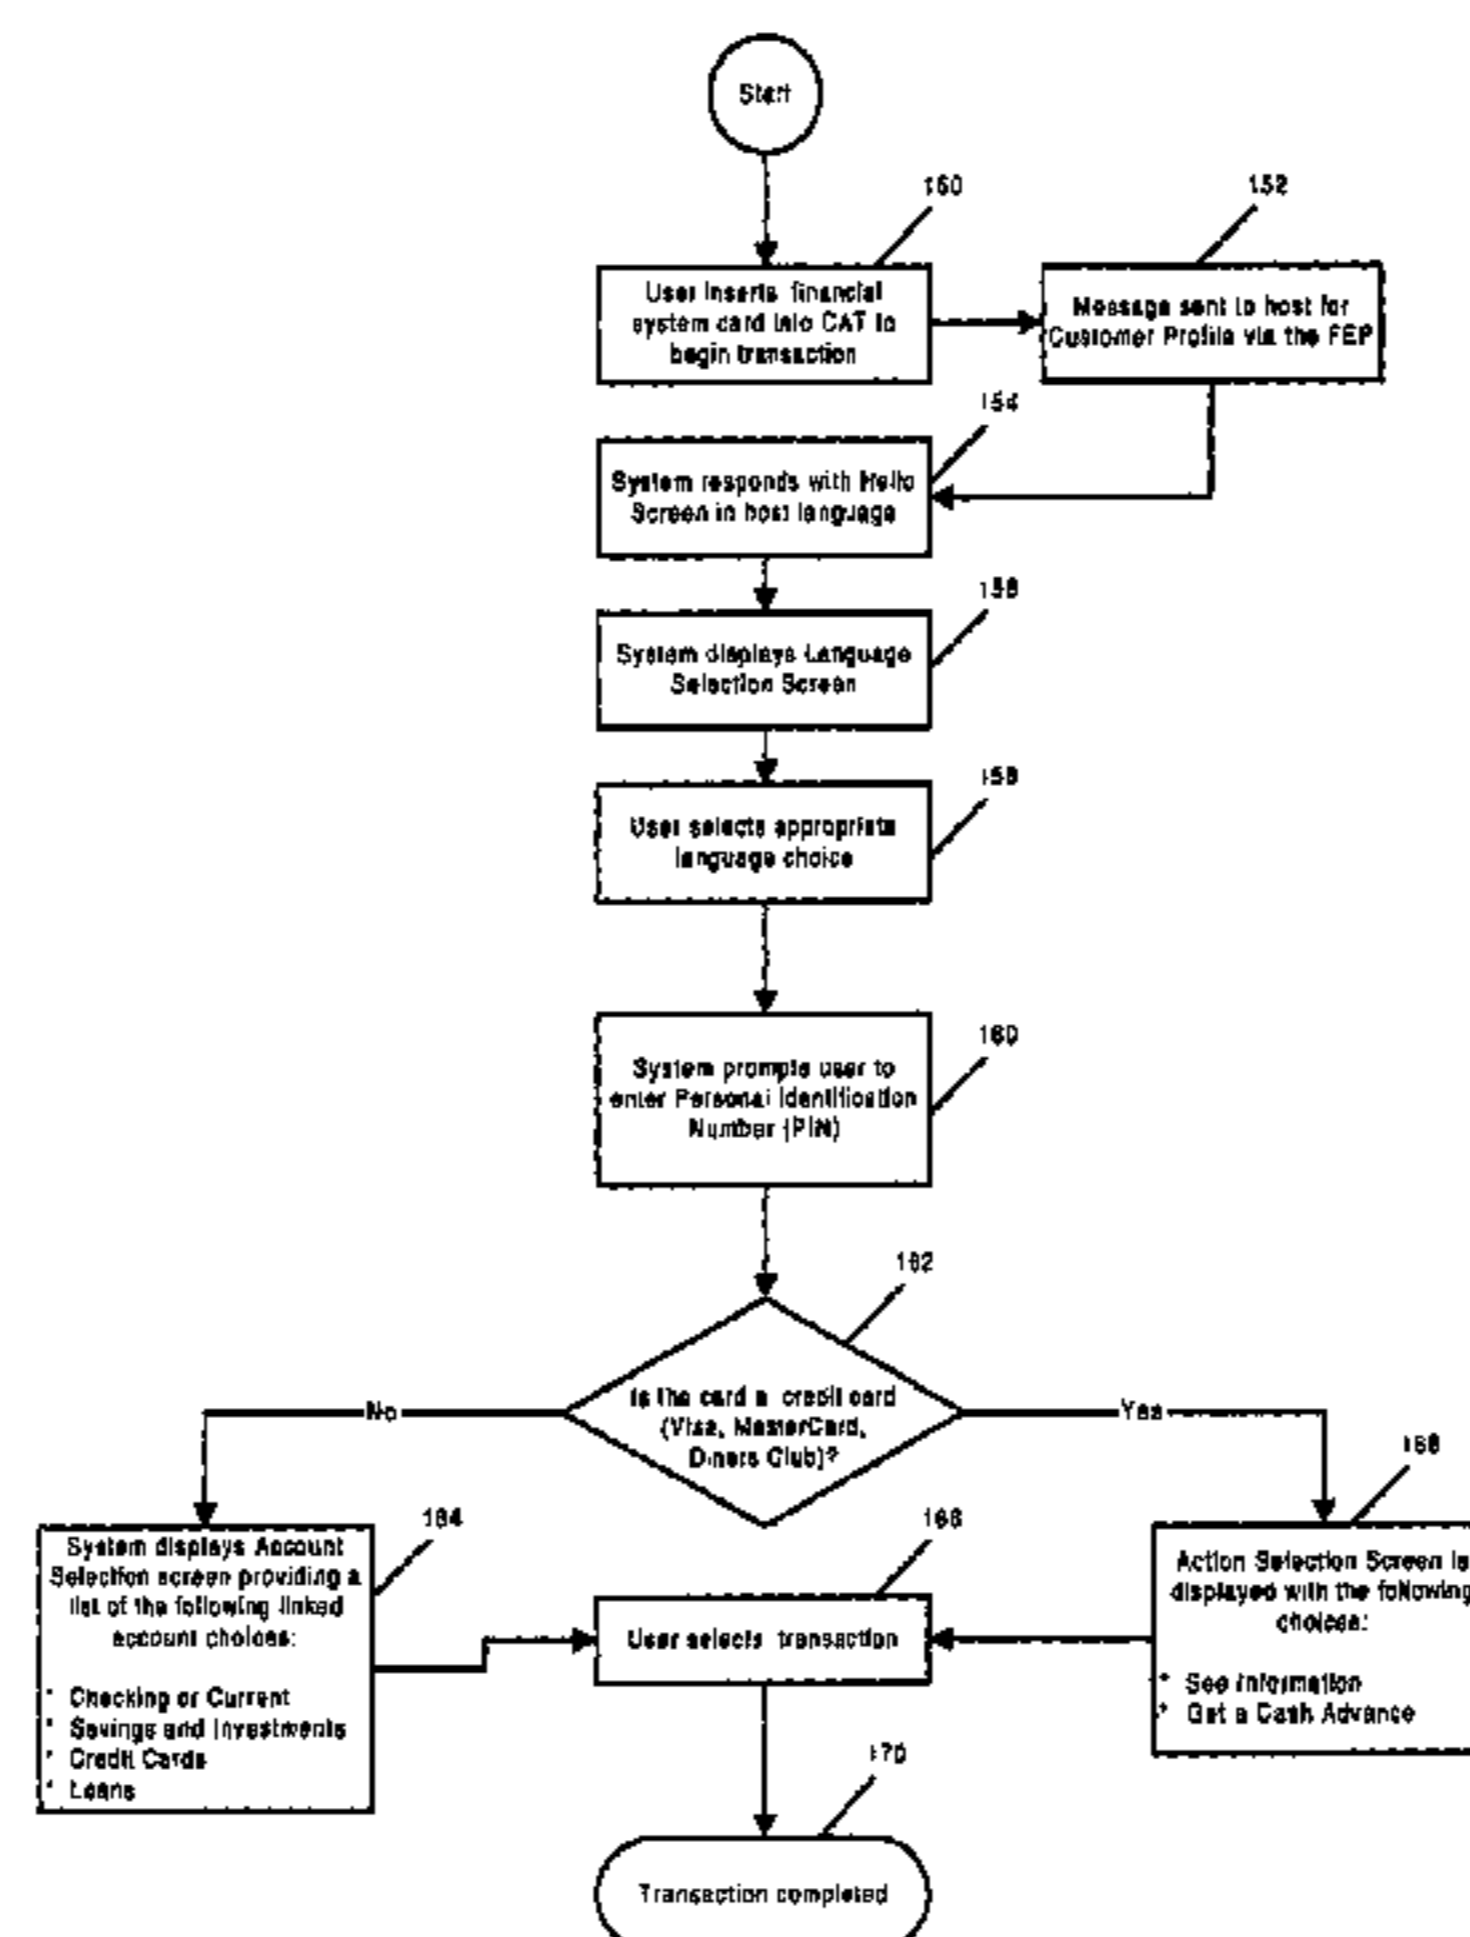 Start
150
152
User inserts financial
system card into CAT to
begin transaction
Message sent to host for
Customer Profile via the FEP
154
System responds with Hello
Screen in host language
156
System displays Language
Selection Screen
158
User selects appropriate
language choice
160
System prompts user to
enter Personal Identification
Number (PIN)
162
Is the card a credit card
(Visa, MasterCard,
Diners Club)?
No
Yes
164
System displays Account
Selection screen providing a
list of the following linked
account choices:
* Checking or Current
* Savings and Investments
* Credit Cards
* Loans
166
User selects transaction
168
Action Selection Screen is
displayed with the following
choices:
* See Information
* Get a Cash Advance
170
Transaction completed